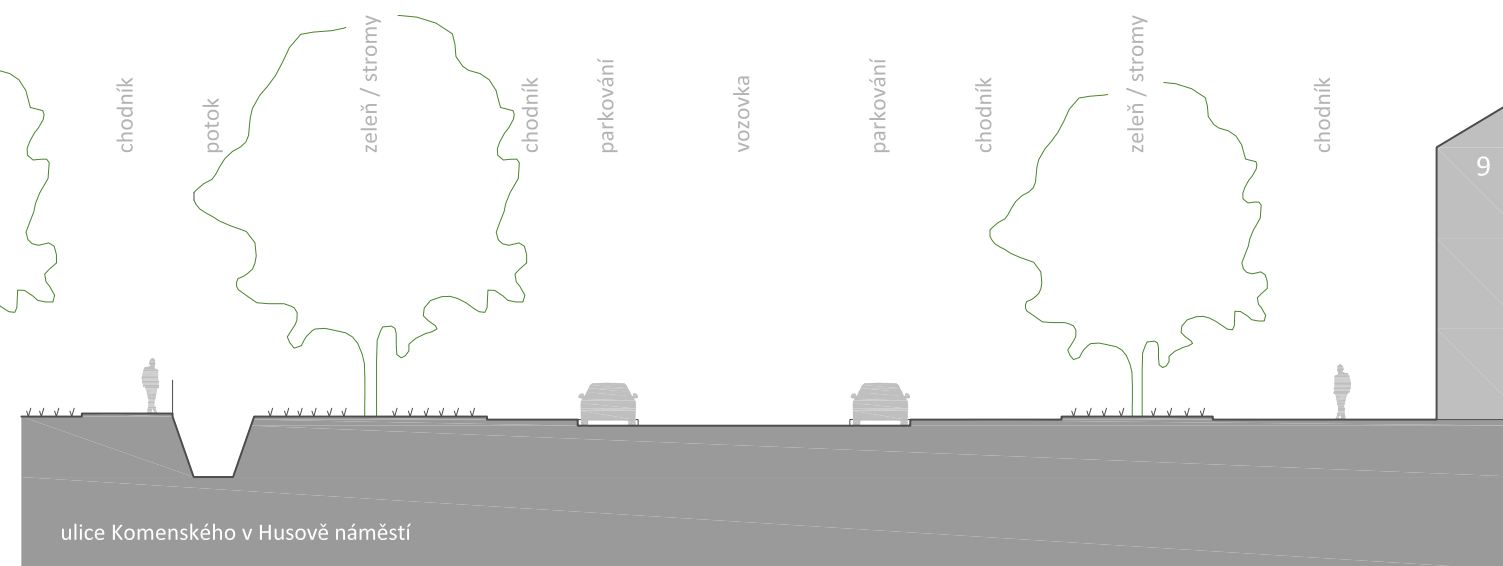 chodník
potok
zeleň / stromy
chodník
parkování
vozovka
parkování
chodník
zeleň / stromy
chodník
9
ulice Komenského v Husově náměstí